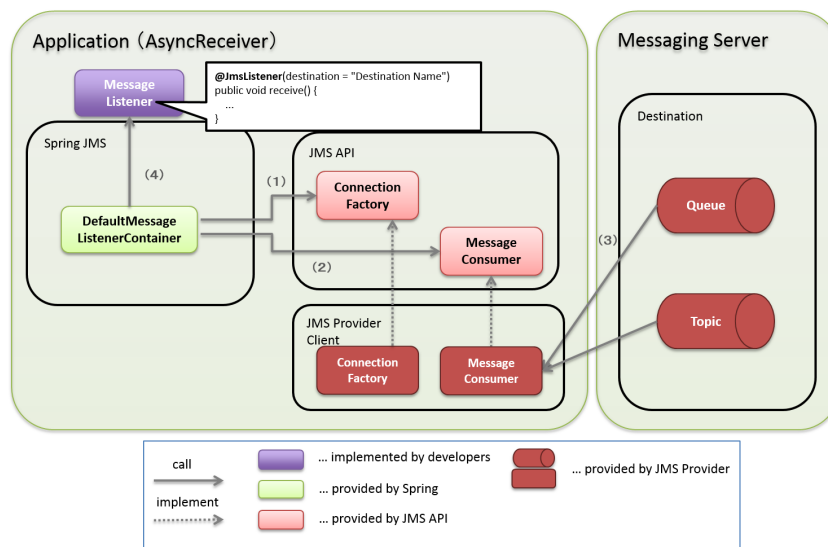 Application （AsyncReceiver）
Messaging Server
Message
Listener
@JmsListener(destination = "Destination Name")
public void receive() {
...
}
Spring JMS
JMS API
Destination
(4)
(1)
Connection
Factory
DefaultMessage
ListenerContainer
(2)
Message
Consumer
(3)
Queue
Topic
JMS Provider
Client
Connection
Factory
Message
Consumer
call
implement
... implemented by developers
... provided by Spring
... provided by JMS API
... provided by JMS Provider